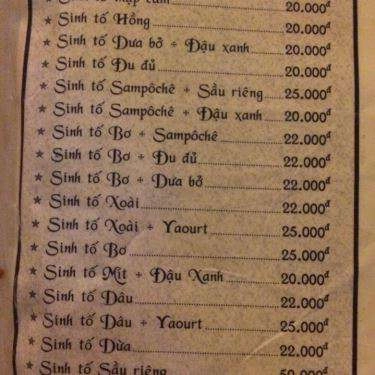 Sinh tố 20.000đ
* Sinh tố Hồng 20.000đ
* Sinh tố Dưa bở + Đậu xanh 20.000đ
* Sinh tố Đu đủ 20.000đ
* Sinh tố Sampôchê + Sầu riêng 25.000đ
* Sinh tố Sampôchê + Đậu xanh 20.000đ
* Sinh tố Bơ + Sampôchê 22.000đ
* Sinh tố Bơ + Đu đủ 22.000đ
* Sinh tố Bơ + Dưa bở 22.000đ
* Sinh tố Xoài 22.000đ
* Sinh tố Xoài + Yaourt 25.000đ
* Sinh tố Bơ 25.000đ
* Sinh tố Mít + Đậu Xanh 20.000đ
* Sinh tố Dâu 22.000đ
* Sinh tố Dâu + Yaourt 25.000đ
* Sinh tố Dừa 22.000đ
* Sinh tố Sầu riêng 50.000đ